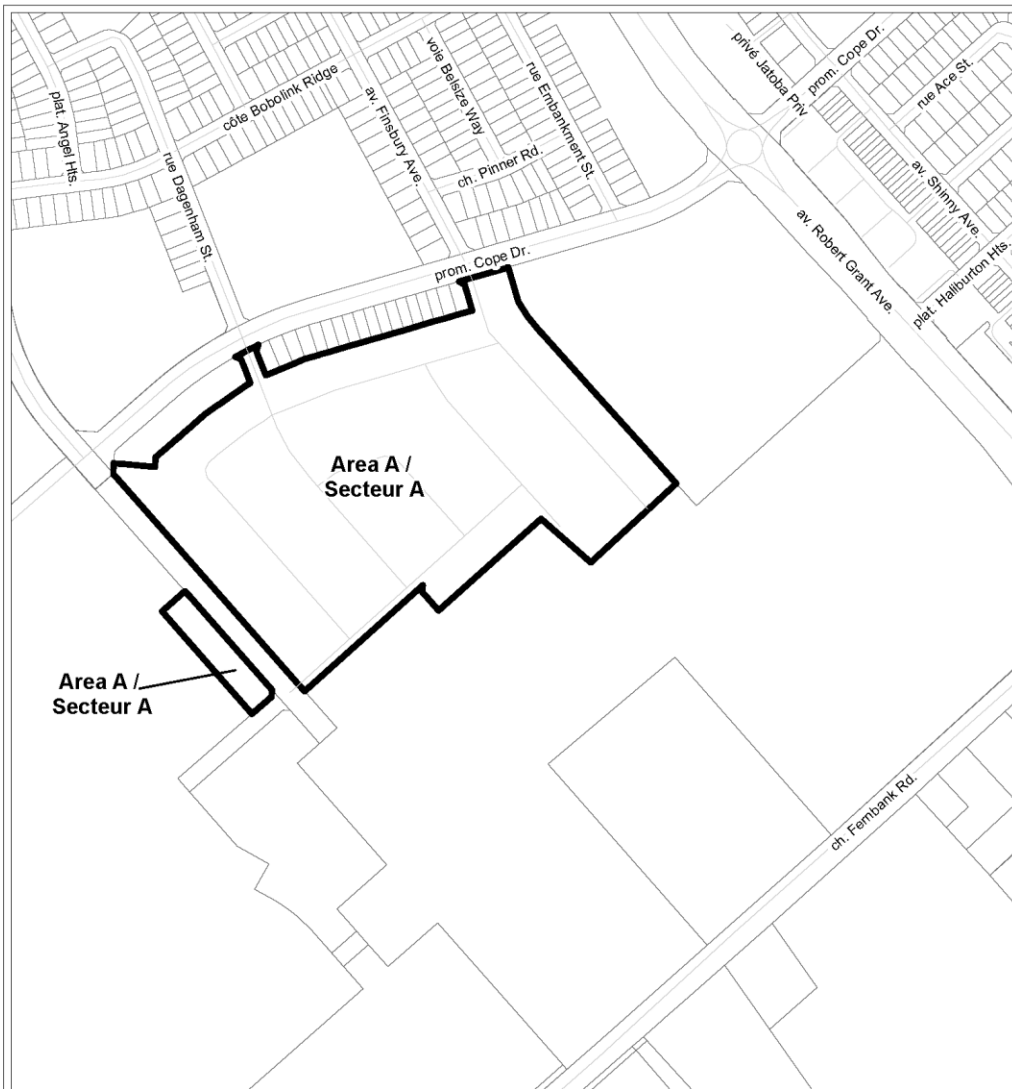 plat. Angel Hts.
rue Dagenham St.
côte Bobolink Ridge
av. Finsbury Ave.
voie Belsize Way
ch. Pinner Rd.
rue Embankment St.
privé Jatoba Priv
prom. Cope Dr.
rue Ace St.
av. Shinny Ave.
av. Robert Grant Ave.
plat. Haliburton Hts.
prom. Cope Dr.
Area A /
Secteur A
Area A /
Secteur A
ch. Fernbank Rd.